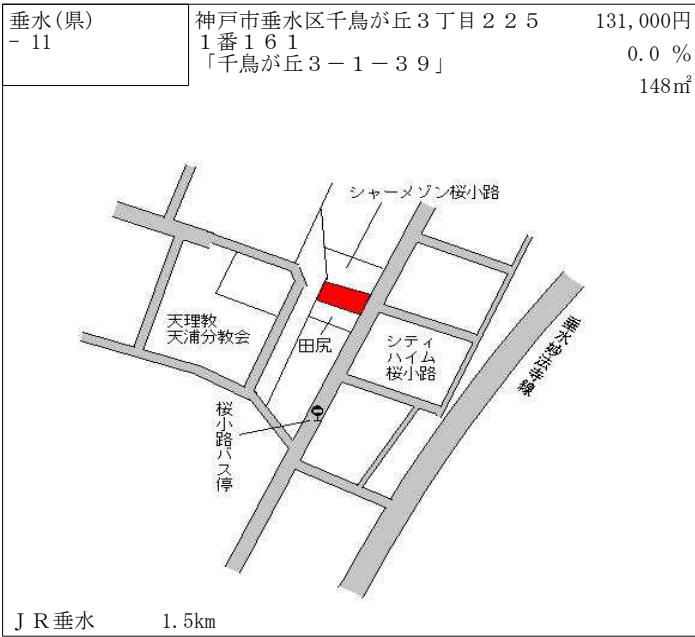 垂水(県)
- 11
神戸市垂水区千鳥が丘３丁目２２５
１番１６１
「千鳥が丘３－１－３９」
131,000円
0.0 %
148㎡
シャーメゾン桜小路
天理教
天浦分教会
田尻
シティ
ハイム
桜小路
垂水妙法寺線
桜小路バス停
ＪＲ垂水 1.5km